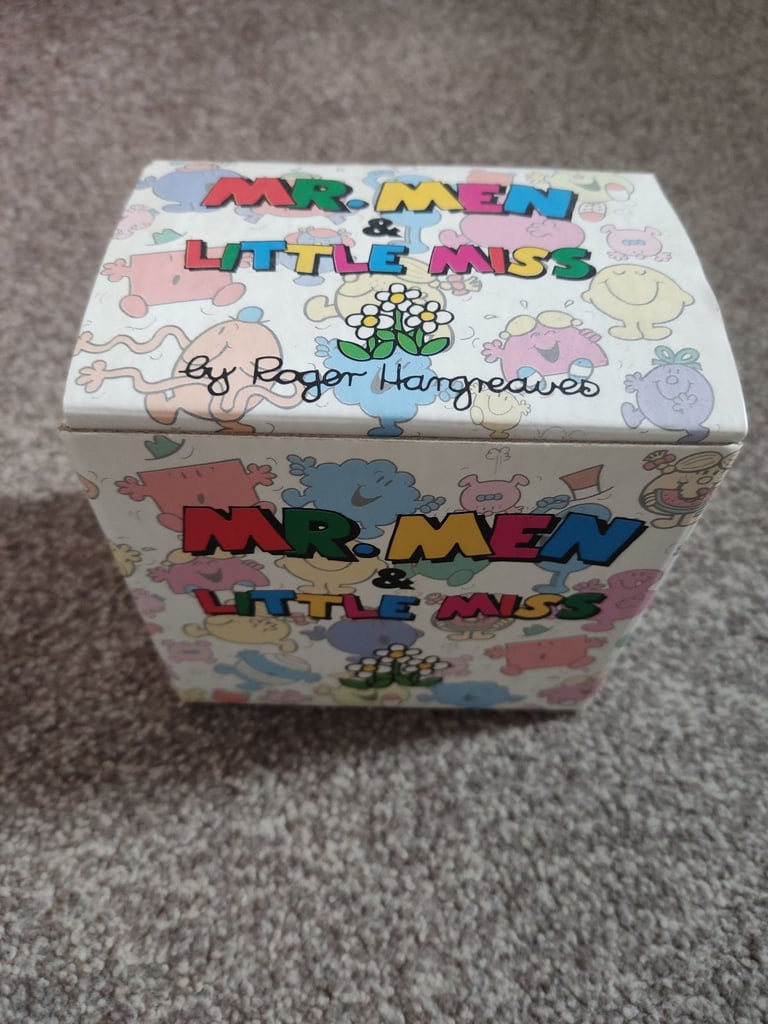 MR. MEN
&
LITTLE MISS
by Roger Hargreaves
MR. MEN
&
LITTLE MISS